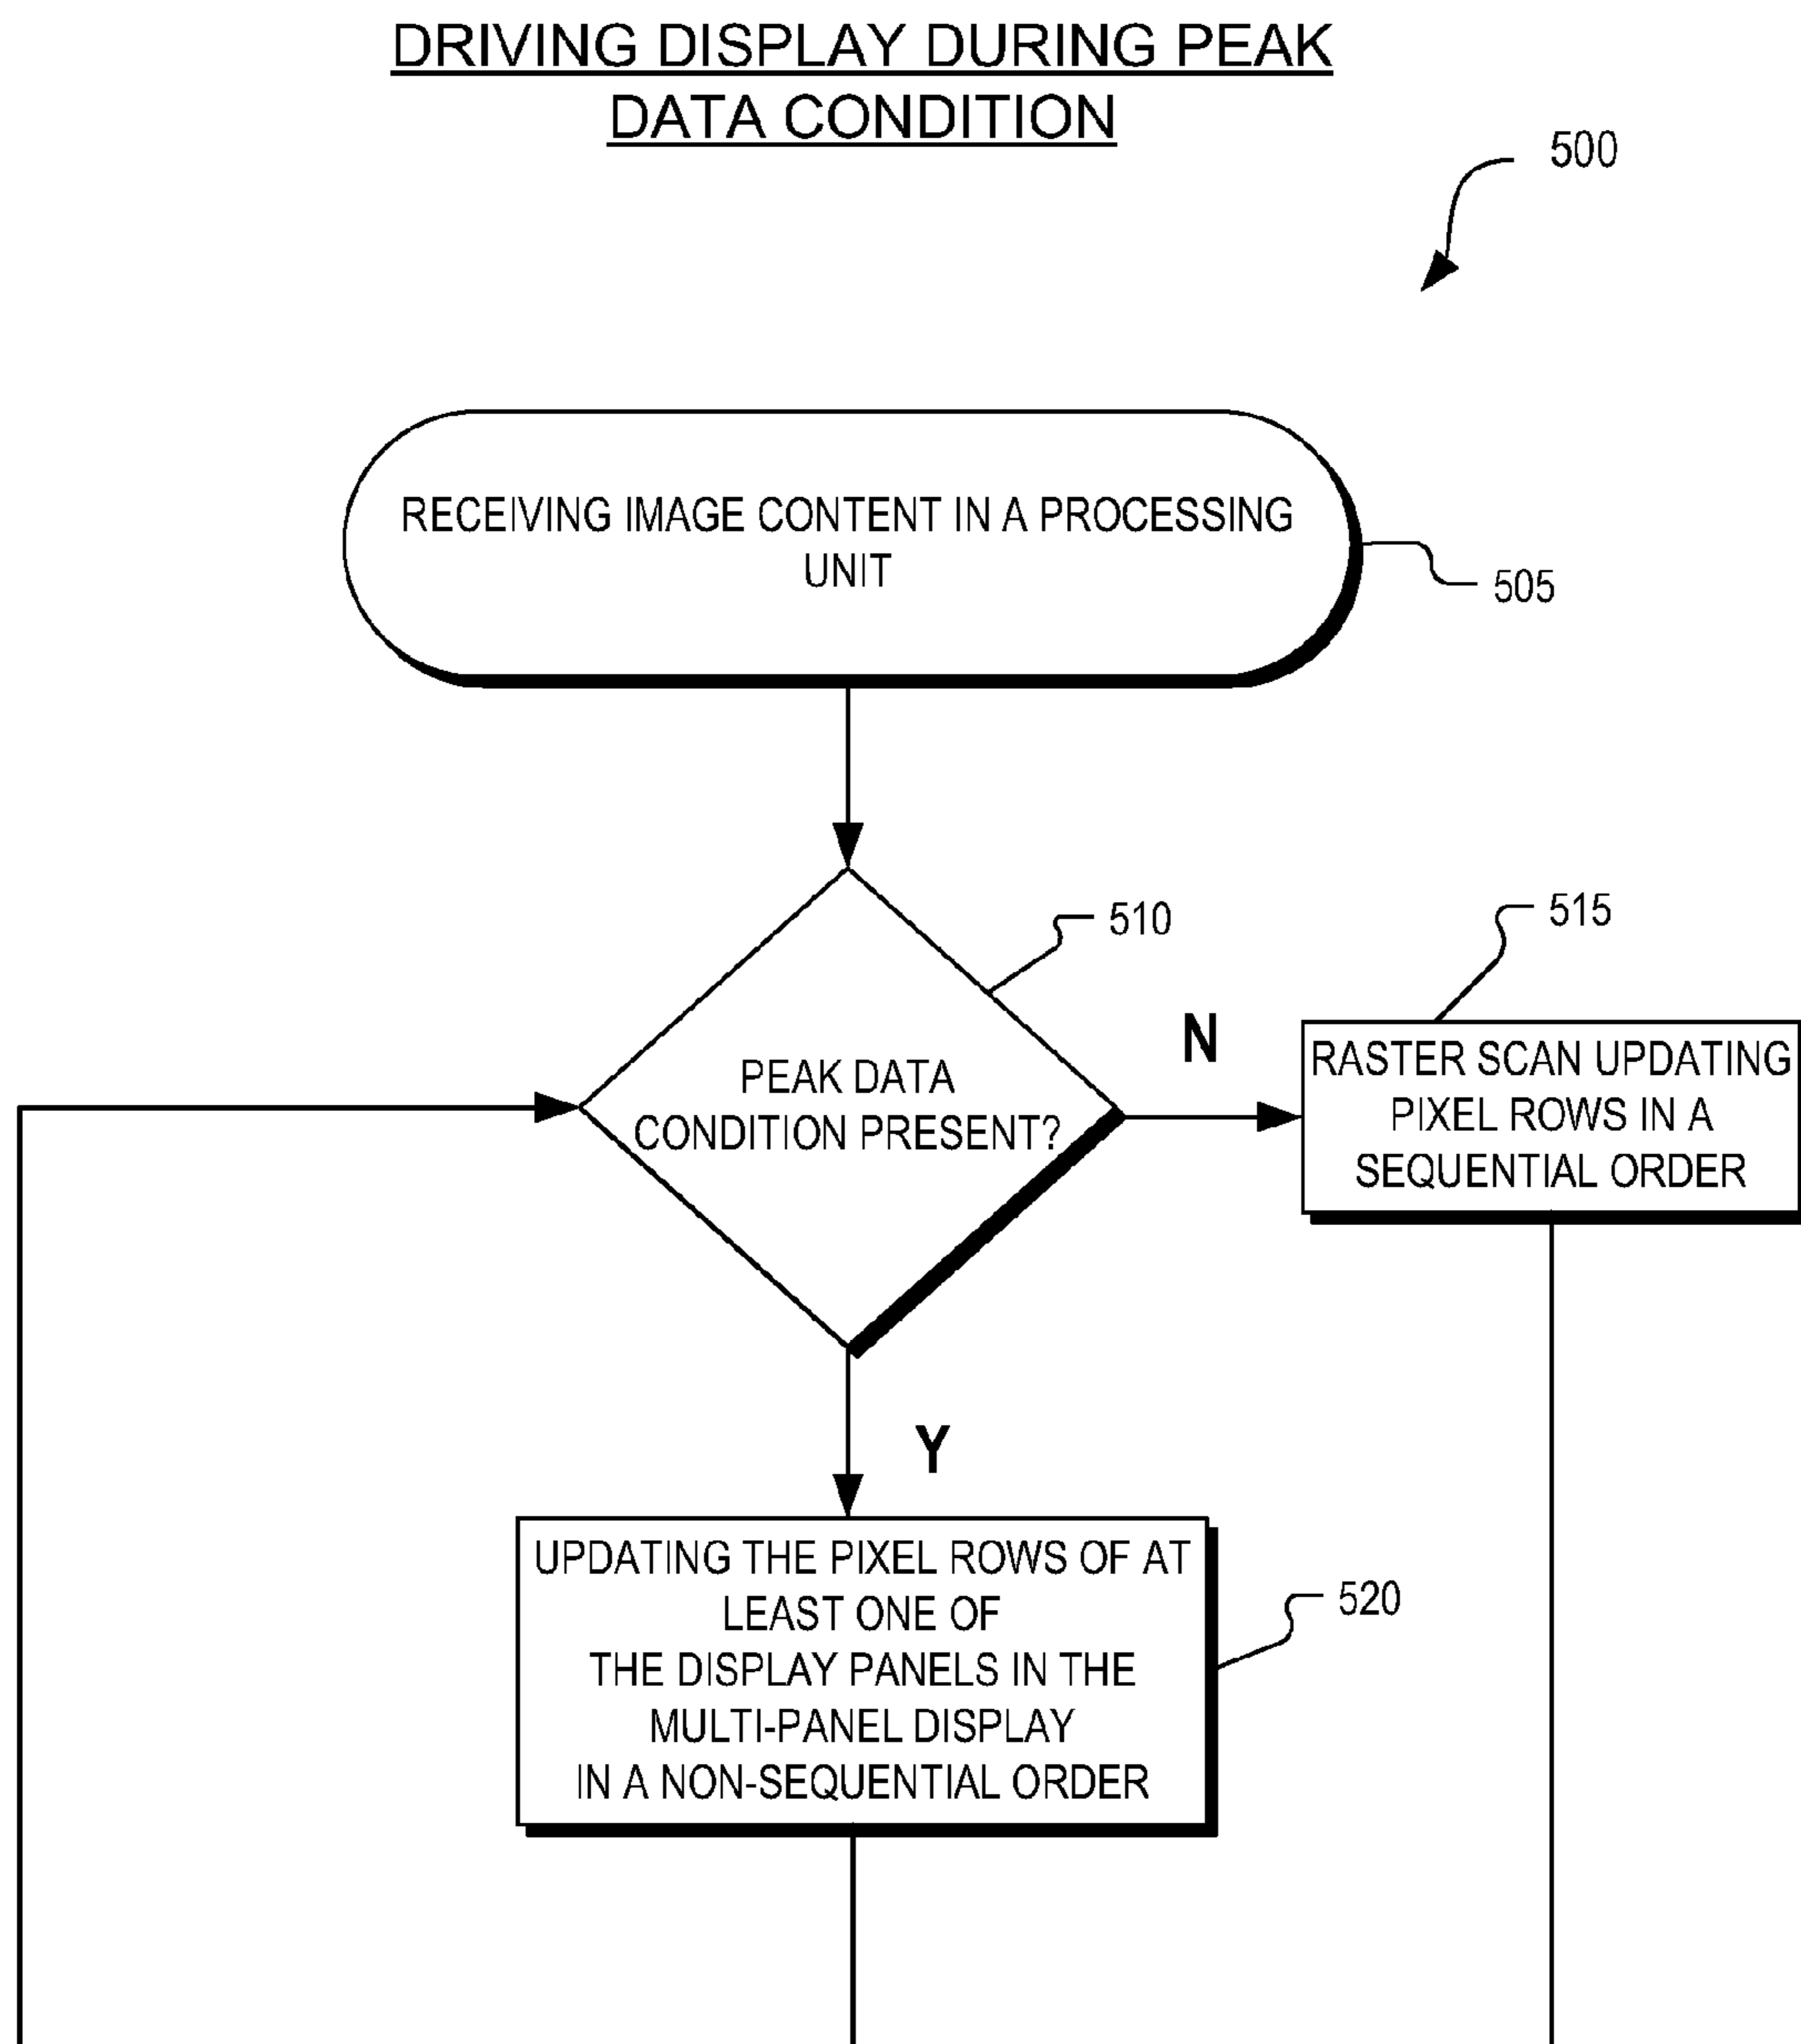 DRIVING DISPLAY DURING PEAK
DATA CONDITION
500
RECEIVING IMAGE CONTENT IN A PROCESSING
UNIT
505
510
515
PEAK DATA
CONDITION PRESENT?
N
RASTER SCAN UPDATING
PIXEL ROWS IN A
SEQUENTIAL ORDER
Y
UPDATING THE PIXEL ROWS OF AT
LEAST ONE OF
THE DISPLAY PANELS IN THE
MULTI-PANEL DISPLAY
IN A NON-SEQUENTIAL ORDER
520